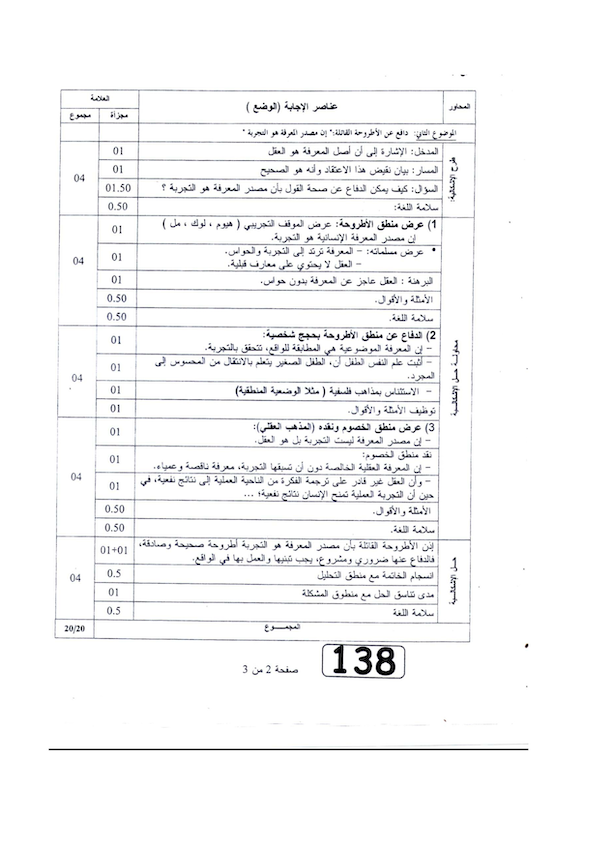 العلامة
عناصر الإجابة (الوضع)
المحاور
مجموع
مجزأة
الموضوع الثاني: دافع عن الأطروحة القائلة:" إن مصدر المعرفة هو التجربة "
طرح الإشكالية:
المدخل: الإشارة إلى أن أصل المعرفة هو العقل
01
المسار: بيان نقيض هذا الاعتقاد وأنه هو الصحيح
01
04
السؤال: كيف يمكن الدفاع عن صحة القول بأن مصدر المعرفة هو التجربة ؟
01.50
سلامة اللغة:
0.50
محاولة حل الإشكالية
1) عرض منطق الأطروحة: عرض الموقف التجريبي ( هيوم ، لوك ، مل )
إن مصدر المعرفة الإنسانية هو التجربة.
01
• عرض مسلماته: – المعرفة ترتد إلى التجربة والحواس.
– العقل لا يحتوي على معارف قبلية.
01
04
البرهنة : العقل عاجز عن المعرفة بدون حواس.
01
الأمثلة والأقوال.
0.50
سلامة اللغة.
0.50
2) الدفاع عن منطق الأطروحة بحجج شخصية:
– إن المعرفة الموضوعية هي المطابقة للواقع، تتحقق بالتجربة.
01
– أثبت علم النفس الطفل أن، الطفل الصغير يتعلم بالانتقال من المحسوس إلى
المجرد.
01
04
– الاستئناس بمذاهب فلسفية ( مثلا الوضعية المنطقية)
01
توظيف الأمثلة والأقوال.
01
3) عرض منطق الخصوم ونقده (المذهب العقلي):
– إن مصدر المعرفة ليست التجربة بل هو العقل.
01
نقد منطق الخصوم:
– إن المعرفة العقلية الخالصة دون أن تسبقها التجربة، معرفة ناقصة وعمياء.
01
– وأن العقل غير قادر على ترجمة الفكرة من الناحية العملية إلى نتائج نفعية، في
حين أن التجربة العملية تمنح الإنسان نتائج نفعية؛ ...
01
04
الأمثلة والأقوال.
0.50
سلامة اللغة.
0.50
حل الإشكالية
إذن الأطروحة القائلة بأن مصدر المعرفة هو التجربة أطروحة صحيحة وصادقة،
فالدفاع عنها ضروري ومشروع، يجب تبنيها والعمل بها في الواقع.
01+01
انسجام الخاتمة مع منطق التحليل
0.5
04
مدى تناسق الحل مع منطوق المشكلة
01
سلامة اللغة
0.5
المجمــــوع
20/20
138
صفحة 2 من 3